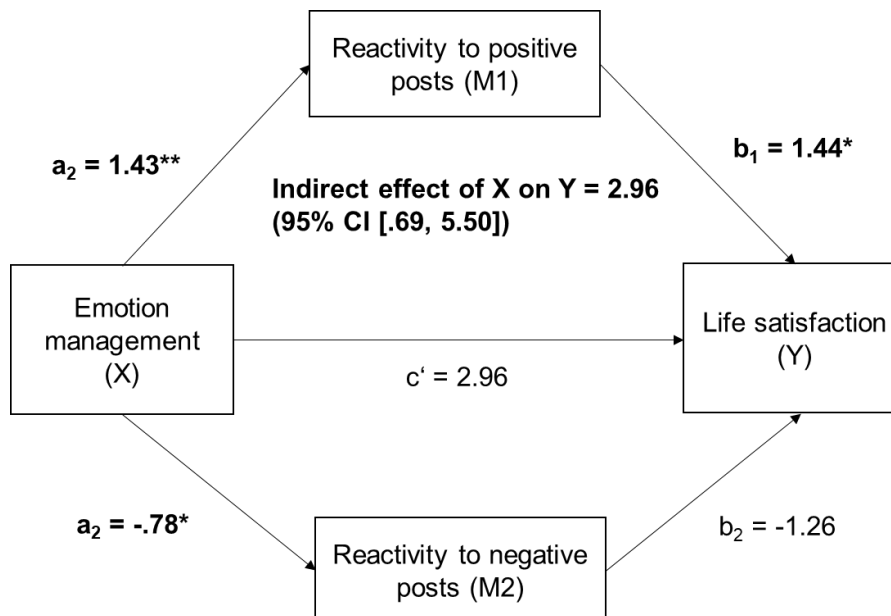 Reactivity to positive
posts (M1)
a₂ = 1.43**
b₁ = 1.44*
Indirect effect of X on Y = 2.96
(95% CI [.69, 5.50])
Emotion
management
(X)
Life satisfaction
(Y)
c‘ = 2.96
a₂ = -.78*
b₂ = -1.26
Reactivity to negative
posts (M2)